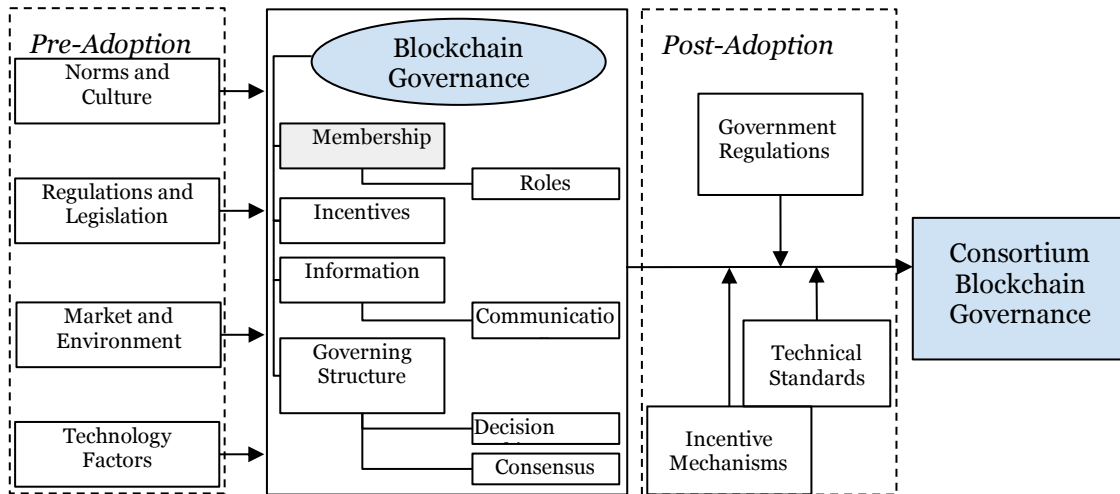 Pre-Adoption
Norms and
Culture
Regulations and
Legislation
Market and
Environment
Technology
Factors
Blockchain
Governance
Membership
Roles
Incentives
Information
Communicatio
Governing
Structure
Decision
Consensus
Post-Adoption
Government
Regulations
Technical
Standards
Incentive
Mechanisms
Consortium
Blockchain
Governance